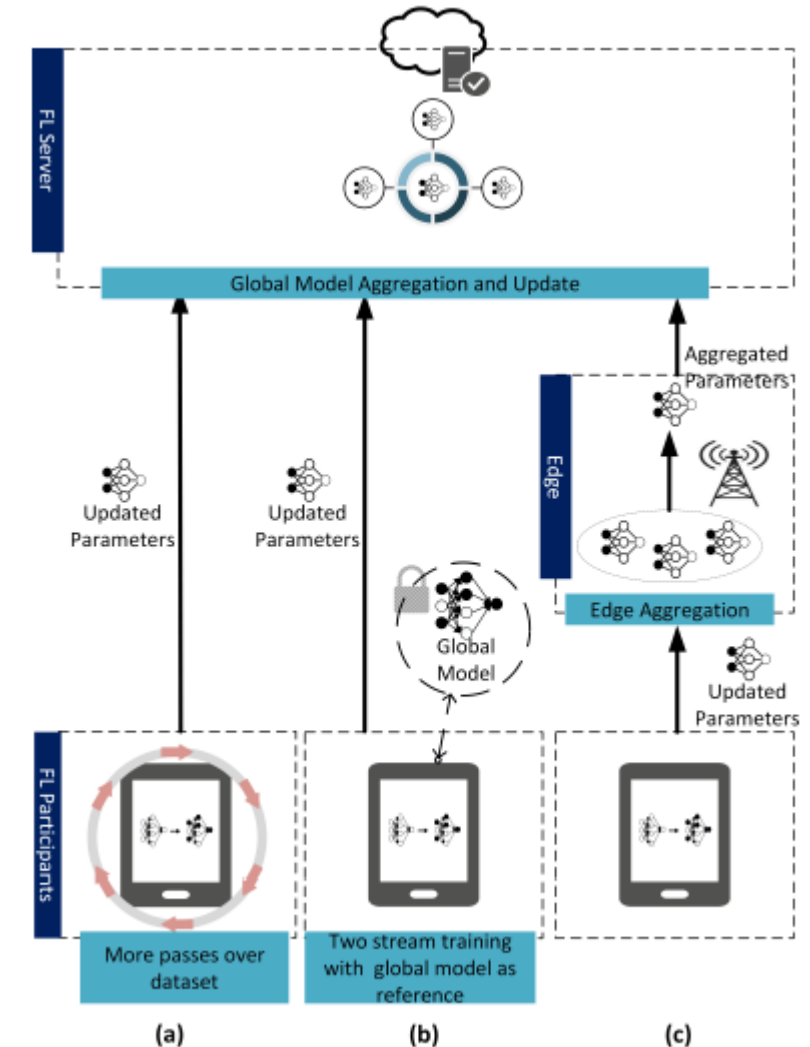 FL Server
Global Model Aggregation and Update
Aggregated
Parameters
Edge
Updated
Parameters
Updated
Parameters
Global
Model
Edge Aggregation
Updated
Parameters
FL Participants
More passes over
dataset
Two stream training
with global model as
reference
(a)
(b)
(c)